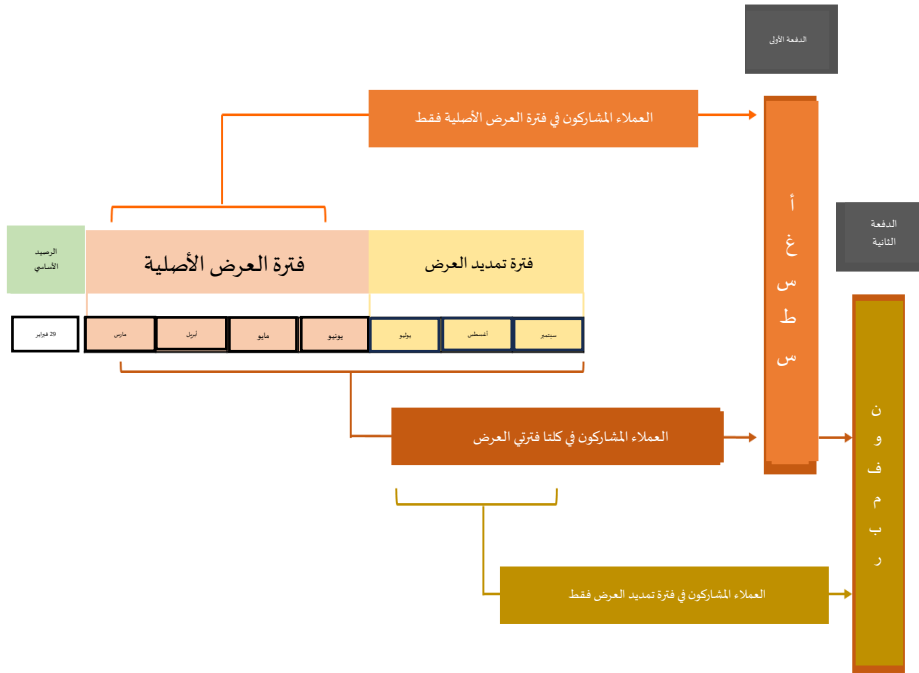 الدفعة الأولى
العملاء المشاركون في فترة العرض الأصلية فقط
أ
غ
س
ط
س
الدفعة
الثانية
الرصيد
الأساسي
فترة العرض الأصلية
فترة تمديد العرض
29 فبراير
مارس
أبريل
مايو
يونيو
يوليو
أغسطس
سبتمبر
العملاء المشاركون في كلتا فترتي العرض
ن
و
ف
م
ب
ر
العملاء المشاركون في فترة تمديد العرض فقط